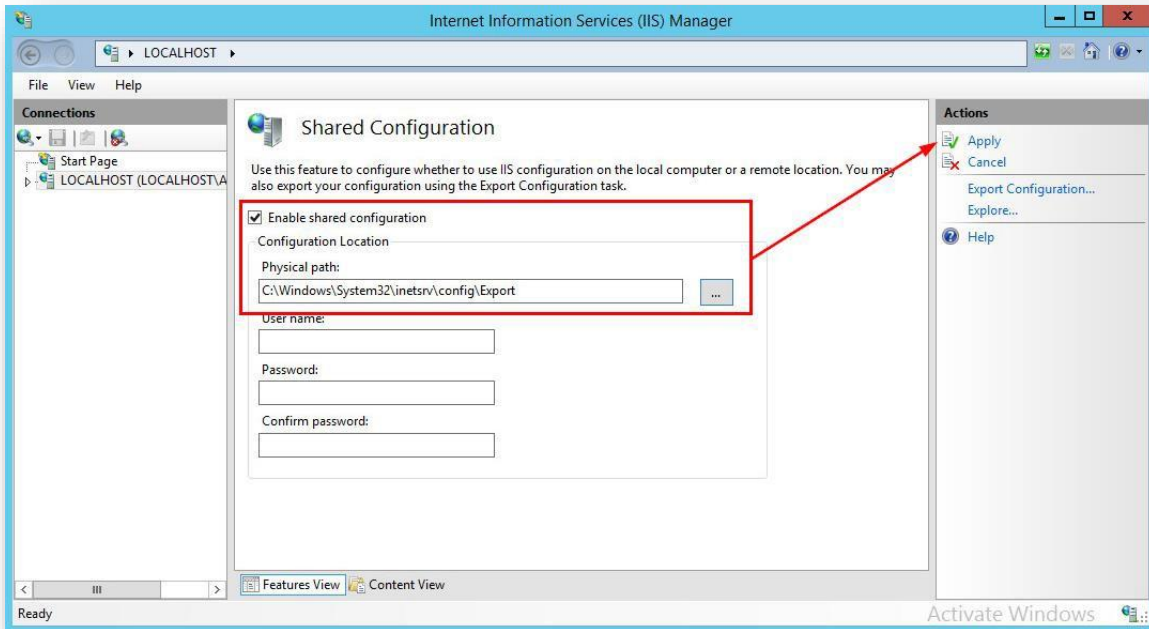 Internet Information Services (IIS) Manager
LOCALHOST
File View Help
Connections
Start Page
LOCALHOST (LOCALHOST\A
Shared Configuration
Use this feature to configure whether to use IIS configuration on the local computer or a remote location. You may
also export your configuration using the Export Configuration task.
Enable shared configuration
Configuration Location
Physical path:
C:\Windows\System32\inetsrv\config\Export
...
User name:
Password:
Confirm password:
Features View Content View
Actions
Apply
Cancel
Export Configuration...
Explore...
Help
Ready
Activate Windows